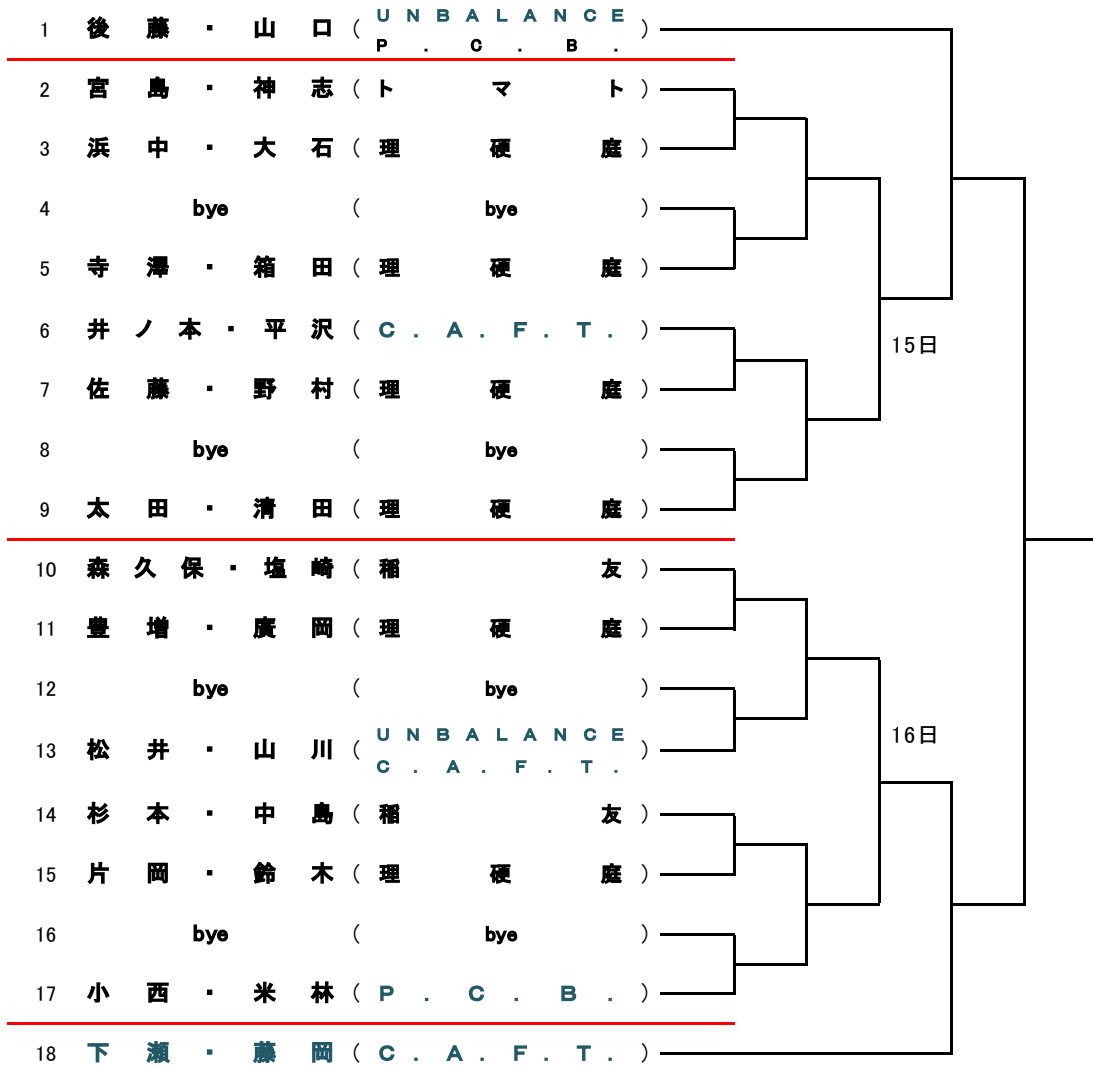 1 後藤・山口 (UNBALANCE P.C.B.)
2 宮島・神志 (トマト)
3 浜中・大石 (理硬庭)
4 bye (bye)
5 寺澤・箱田 (理硬庭)
6 井ノ本・平沢 (C.A.F.T.)
15日
7 佐藤・野村 (理硬庭)
8 bye (bye)
9 太田・清田 (理硬庭)
10 森久保・塩崎 (稲友)
11 豊増・廣岡 (理硬庭)
12 bye (bye)
16日
13 松井・山川 (UNBALANCE C.A.F.T.)
14 杉本・中島 (稲友)
15 片岡・鈴木 (理硬庭)
16 bye (bye)
17 小西・米林 (P.C.B.)
18 下瀬・藤岡 (C.A.F.T.)